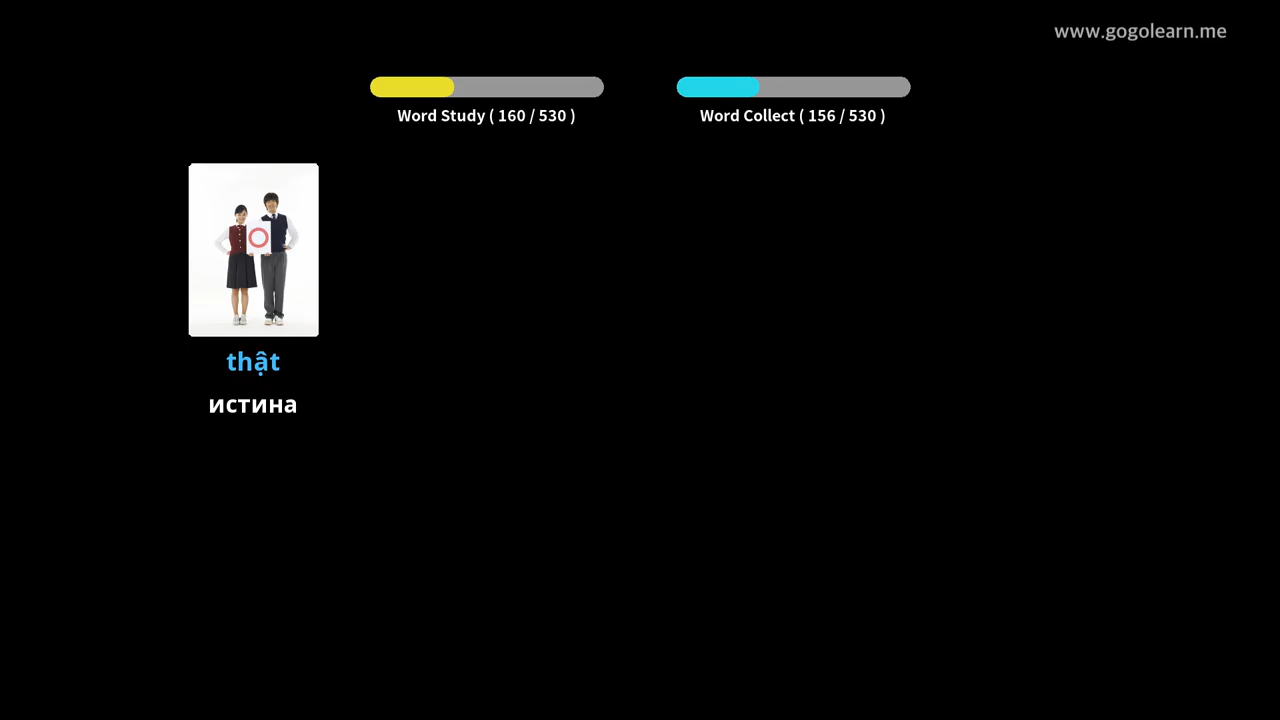 www.gogolearn.me
Word Study ( 160 / 530 )
Word Collect ( 156 / 530 )
thật
истина